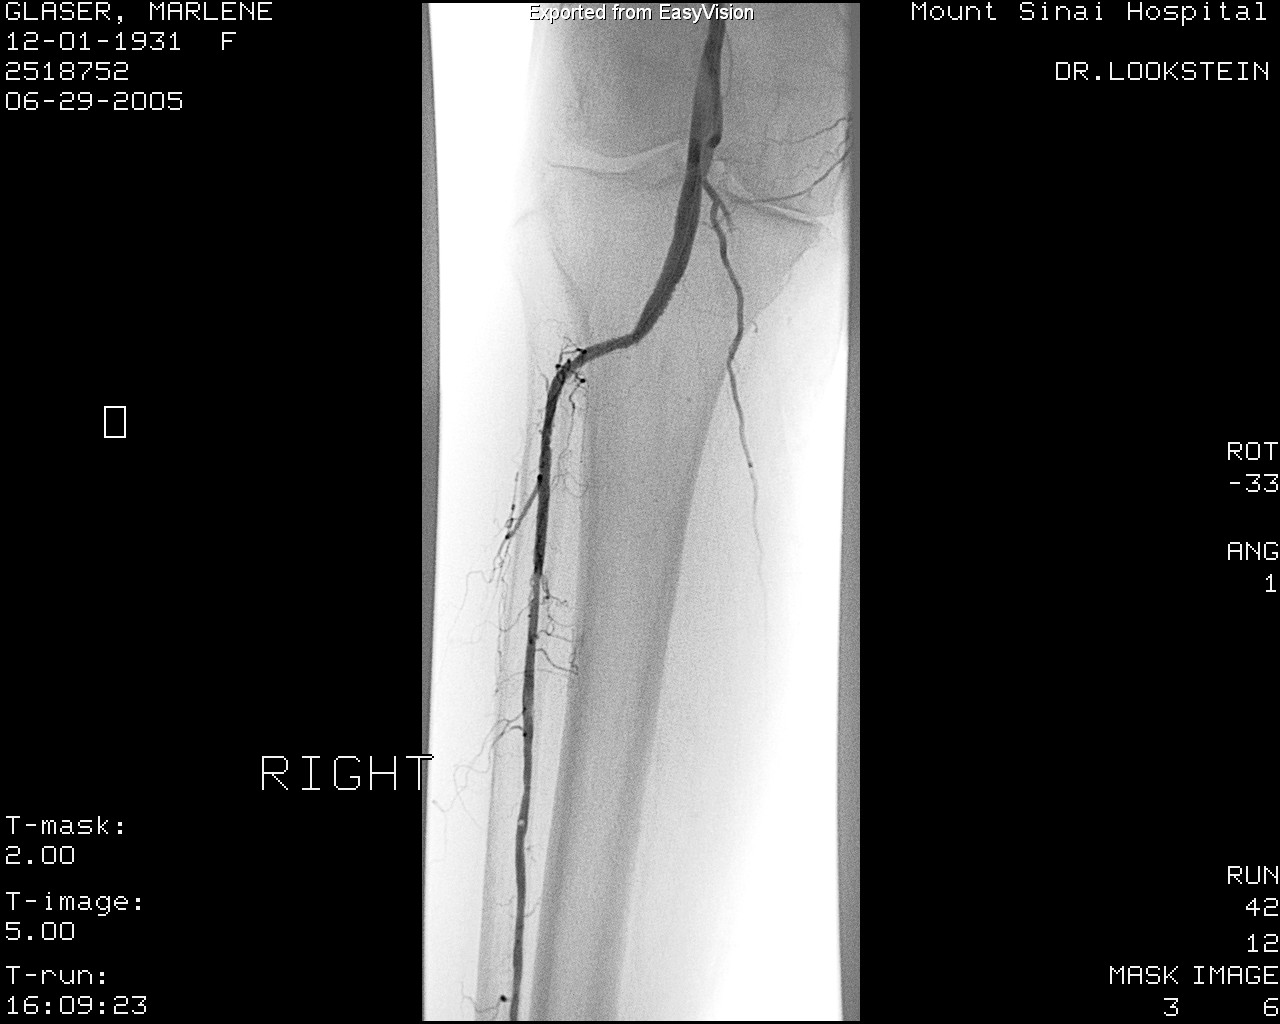 GLASER, MARLENE
12-01-1931 F
2518752
06-29-2005
Exported from EasyVision
Mount Sinai Hospital
DR.LOOKSTEIN
ROT
-33
ANG
1
RIGHT
T-mask:
2.00
T-image:
5.00
T-run:
16:09:23
RUN
42
12
MASK IMAGE
3 6